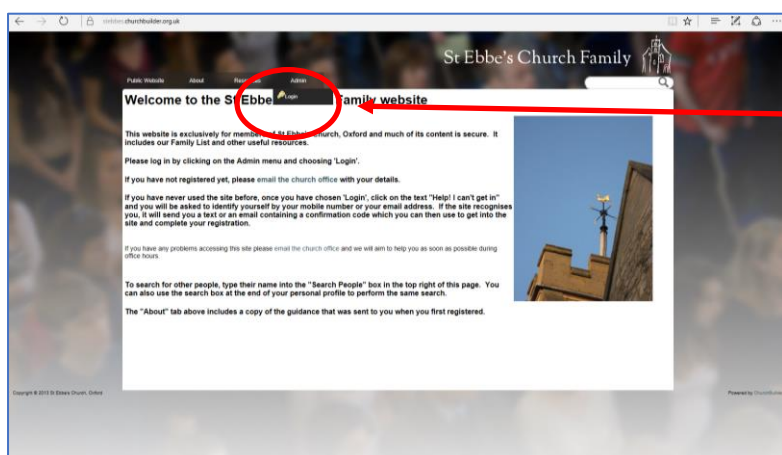 stebbes.churchbuilder.org.uk
St Ebbe's Church Family
Public Website About Admin
Login
Welcome to the St Ebbe Family website
This website is exclusively for members of St Ebbe's Church, Oxford and much of its content is secure. It
includes our Family List and other useful resources.
Please log in by clicking on the Admin menu and choosing 'Login'.
If you have not registered yet, please email the church office with your details.
If you have never used the site before, once you have chosen 'Login', click on the text "Help! I can't get in"
and you will be asked to identify yourself by your mobile number or your email address. If the site recognises
you, it will send you a text or an email containing a confirmation code which you can then use to get into the
site and complete your registration.
If you have any problems accessing this site please email the church office and we will aim to help you as soon as possible during
office hours.
To search for other people, type their name into the "Search People" box in the top right of this page. You
can also use the search box at the end of your personal profile to perform the same search.
The "About" tab above includes a copy of the guidance that was sent to you when you first registered.
Copyright © 2013 St Ebbes Church, Oxford
Powered by ChurchBuilder